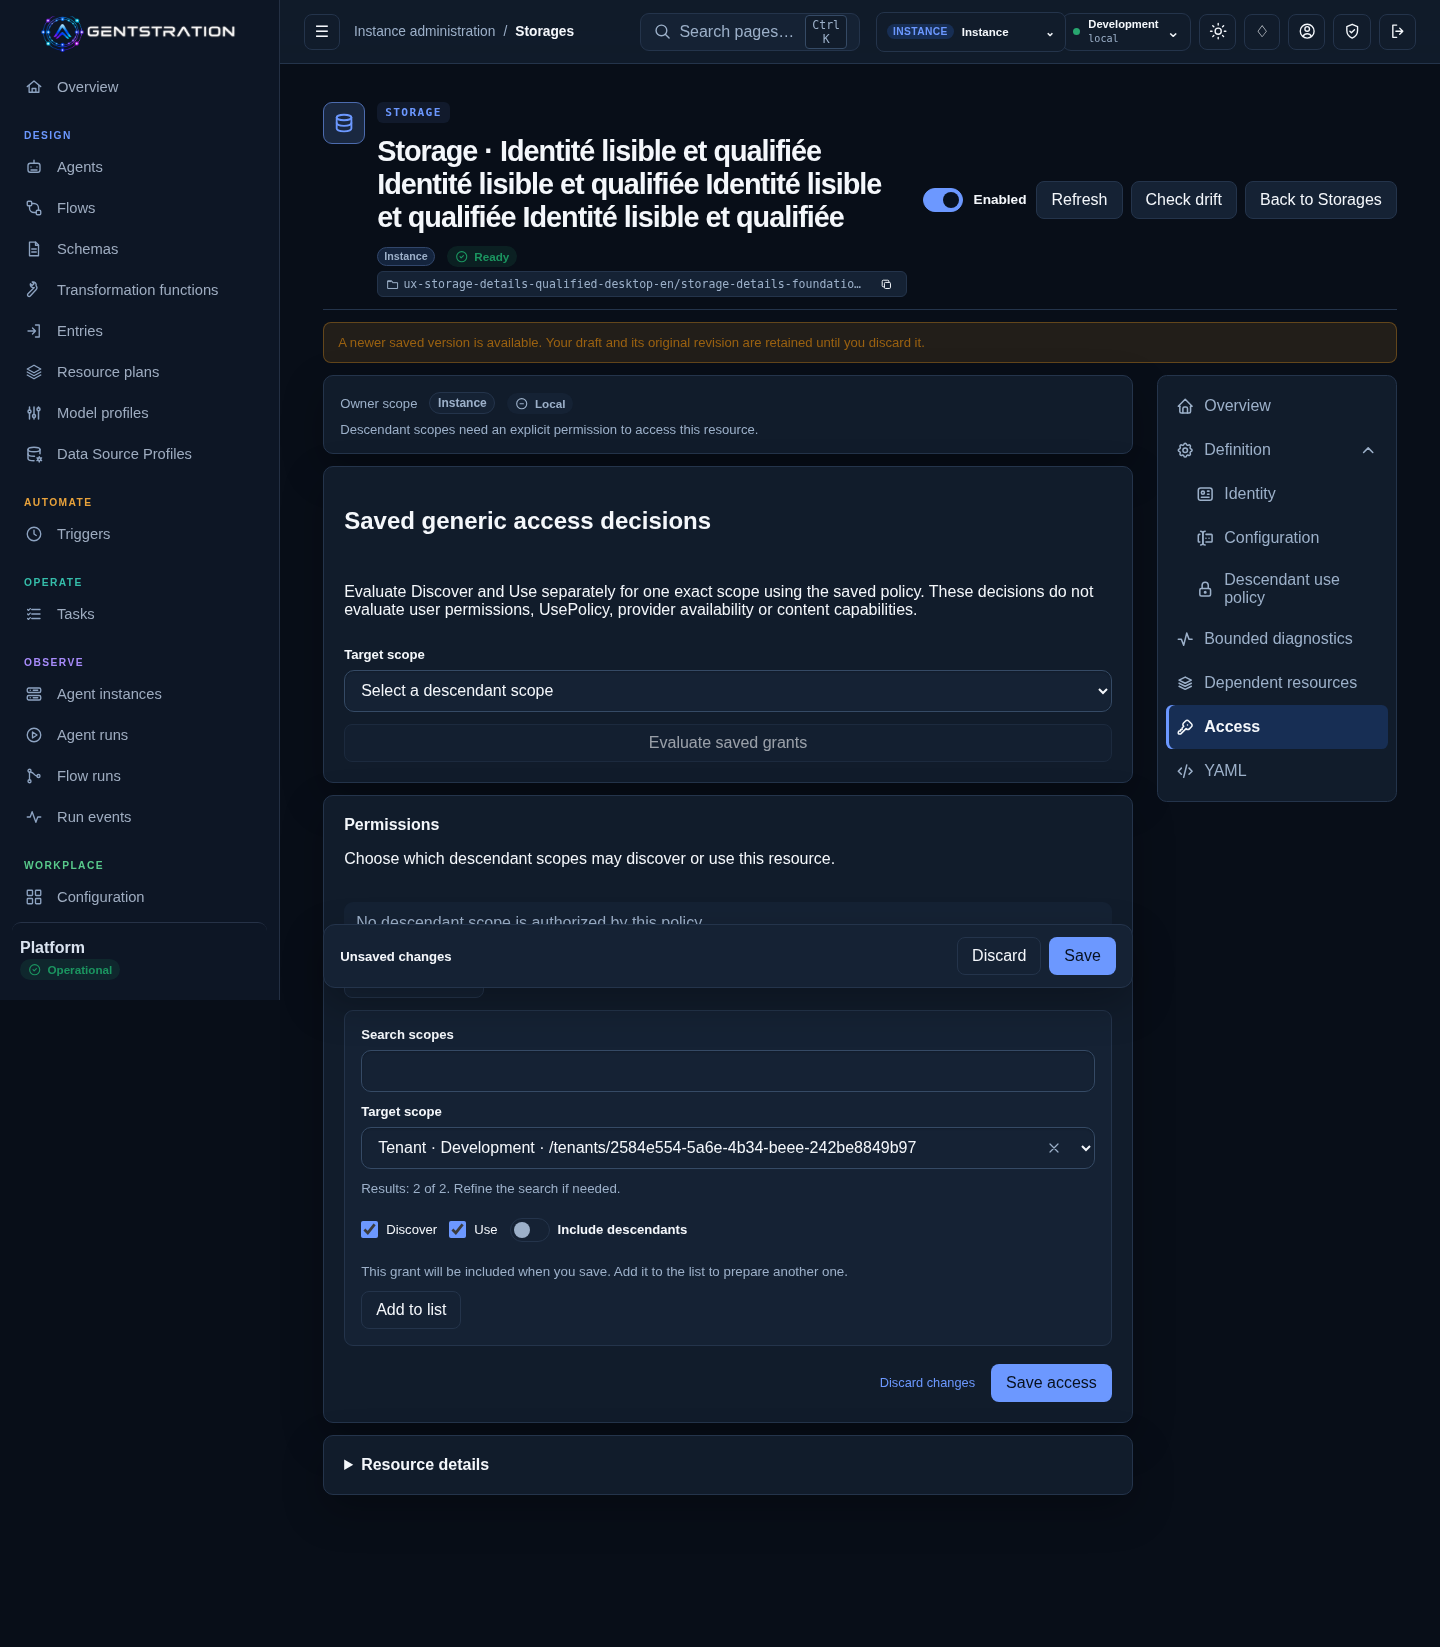 GENTSTRATION
Overview
DESIGN
Agents
Flows
Schemas
Transformation functions
Entries
Resource plans
Model profiles
Data Source Profiles
AUTOMATE
Triggers
OPERATE
Tasks
OBSERVE
Agent instances
Agent runs
Flow runs
Run events
WORKPLACE
Configuration
Platform
Operational
Instance administration / Storages
Search pages…
Ctrl K
INSTANCE Instance
Development
local
STORAGE
Storage · Identité lisible et qualifiée
Identité lisible et qualifiée Identité lisible
et qualifiée Identité lisible et qualifiée
Instance Ready
ux-storage-details-qualified-desktop-en/storage-details-foundatio…
Enabled
Refresh
Check drift
Back to Storages
A newer saved version is available. Your draft and its original revision are retained until you discard it.
Owner scope Instance Local
Descendant scopes need an explicit permission to access this resource.
Saved generic access decisions
Evaluate Discover and Use separately for one exact scope using the saved policy. These decisions do not
evaluate user permissions, UsePolicy, provider availability or content capabilities.
Target scope
Select a descendant scope
Evaluate saved grants
Permissions
Choose which descendant scopes may discover or use this resource.
No descendant scope is authorized by this policy.
Unsaved changes
Discard
Save
Search scopes
Target scope
Tenant · Development · /tenants/2584e554-5a6e-4b34-beee-242be8849b97
Results: 2 of 2. Refine the search if needed.
Discover Use Include descendants
This grant will be included when you save. Add it to the list to prepare another one.
Add to list
Discard changes
Save access
Resource details
Overview
Definition
Identity
Configuration
Descendant use
policy
Bounded diagnostics
Dependent resources
Access
YAML